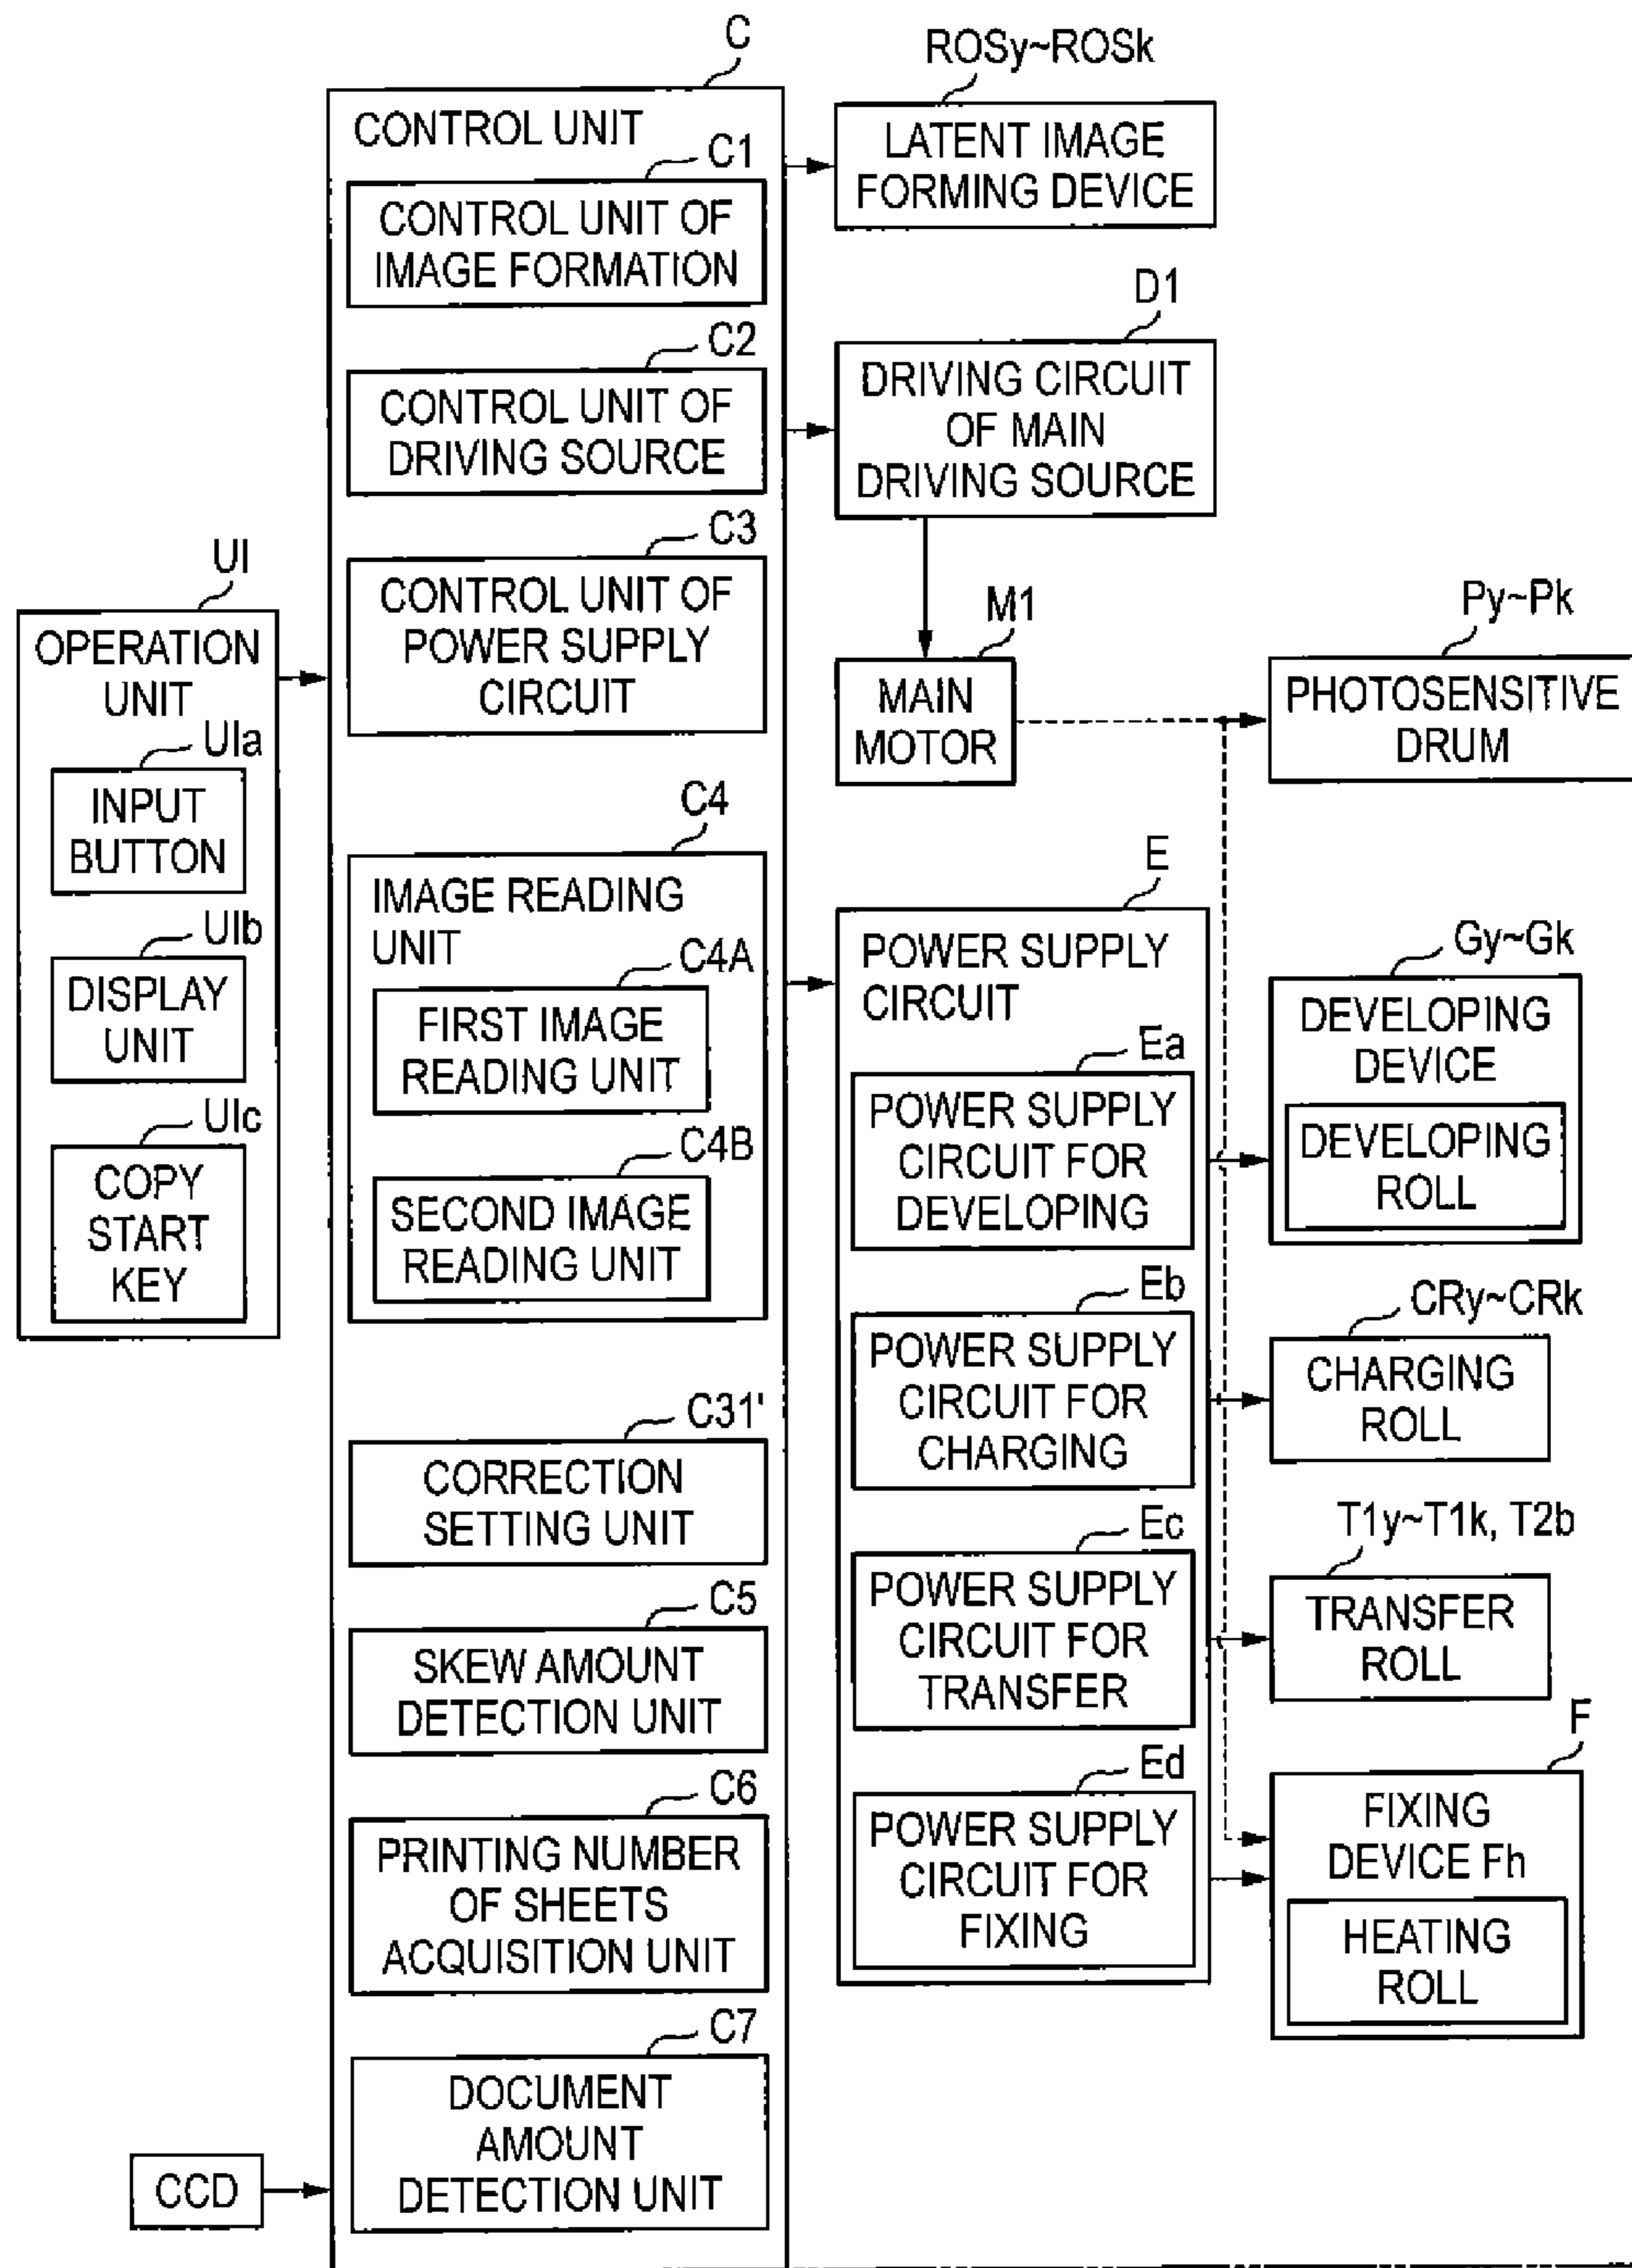 UI
OPERATION
UNIT
UIa
INPUT
BUTTON
UIb
DISPLAY
UNIT
UIc
COPY
START
KEY
CCD
C
CONTROL UNIT
C1
CONTROL UNIT OF
IMAGE FORMATION
C2
CONTROL UNIT OF
DRIVING SOURCE
C3
CONTROL UNIT OF
POWER SUPPLY
CIRCUIT
C4
IMAGE READING
UNIT
C4A
FIRST IMAGE
READING UNIT
C4B
SECOND IMAGE
READING UNIT
C31'
CORRECTION
SETTING UNIT
C5
SKEW AMOUNT
DETECTION UNIT
C6
PRINTING NUMBER
OF SHEETS
ACQUISITION UNIT
C7
DOCUMENT
AMOUNT
DETECTION UNIT
ROSy~ROSk
LATENT IMAGE
FORMING DEVICE
D1
DRIVING CIRCUIT
OF MAIN
DRIVING SOURCE
M1
MAIN
MOTOR
Py~Pk
PHOTOSENSITIVE
DRUM
E
POWER SUPPLY
CIRCUIT
Ea
POWER SUPPLY
CIRCUIT FOR
DEVELOPING
Eb
POWER SUPPLY
CIRCUIT FOR
CHARGING
Ec
POWER SUPPLY
CIRCUIT FOR
TRANSFER
Ed
POWER SUPPLY
CIRCUIT FOR
FIXING
Gy~Gk
DEVELOPING
DEVICE
DEVELOPING
ROLL
CRy~CRk
CHARGING
ROLL
T1y~T1k, T2b
TRANSFER
ROLL
F
FIXING
DEVICE Fh
HEATING
ROLL